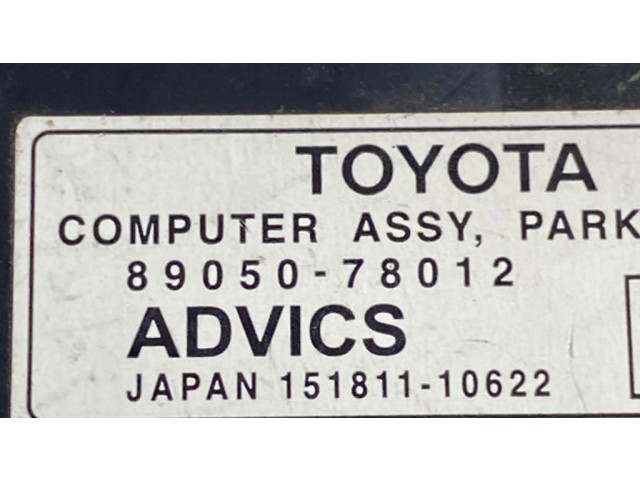 TOYOTA
COMPUTER ASSY, PARK
89050-78012
ADVICS
JAPAN 151811-10622